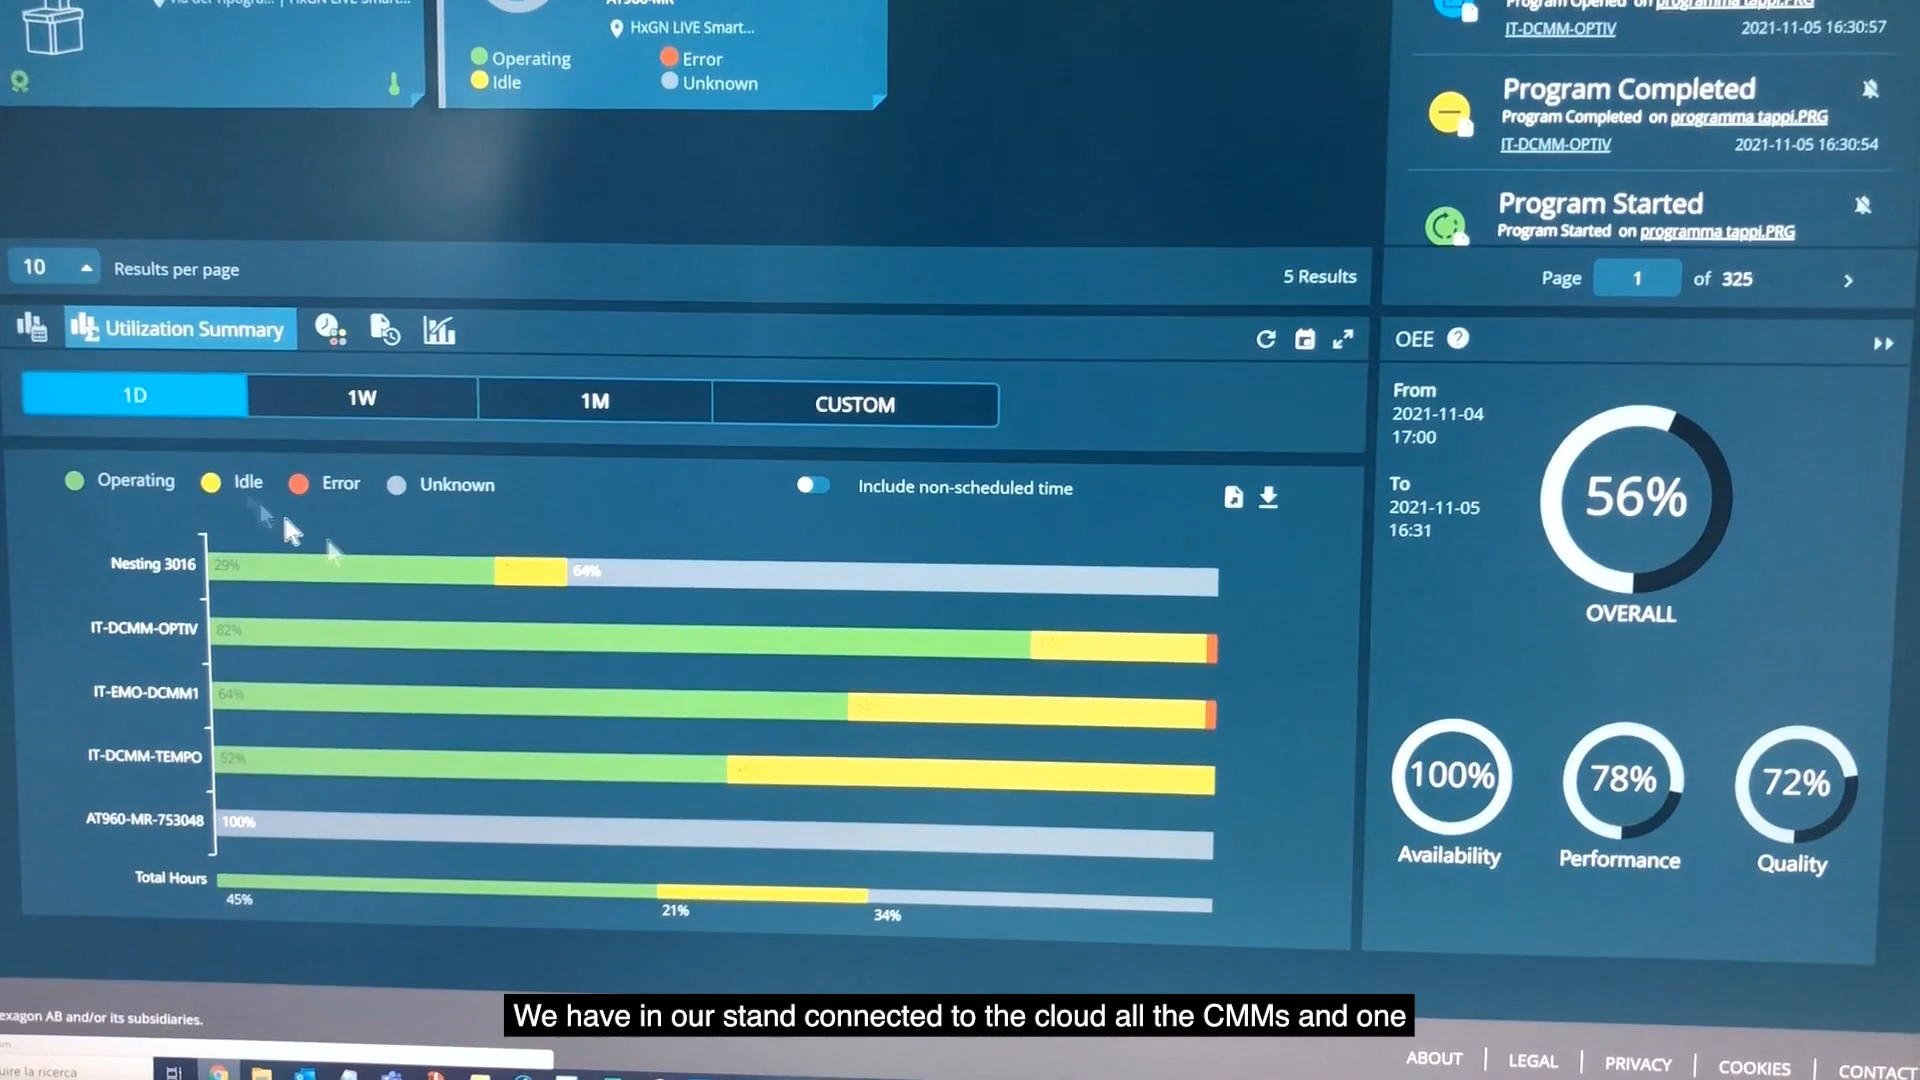 HxGN LIVE Smart...
Operating
Error
Idle
Unknown
IT-DCMM-OPTIV
2021-11-05 16:30:57
Program Completed
Program Completed on programma tappi.PRG
IT-DCMM-OPTIV
2021-11-05 16:30:54
Program Started
Program Started on programma tappi.PRG
10
Results per page
5 Results
Page 1 of 325
Utilization Summary
OEE ?
1D
1W
1M
CUSTOM
From
2021-11-04
17:00
To
2021-11-05
16:31
56%
OVERALL
Operating
Idle
Error
Unknown
Include non-scheduled time
Nesting 3016
29%
64%
IT-DCMM-OPTIV
82%
IT-EMO-DCMM1
64%
IT-DCMM-TEMPO
52%
AT960-MR-753048
100%
Total Hours
45%
21%
34%
100%
Availability
78%
Performance
72%
Quality
We have in our stand connected to the cloud all the CMMs and one
exagon AB and/or its subsidiaries.
uire la ricerca
ABOUT
LEGAL
PRIVACY
COOKIES
CONTACT